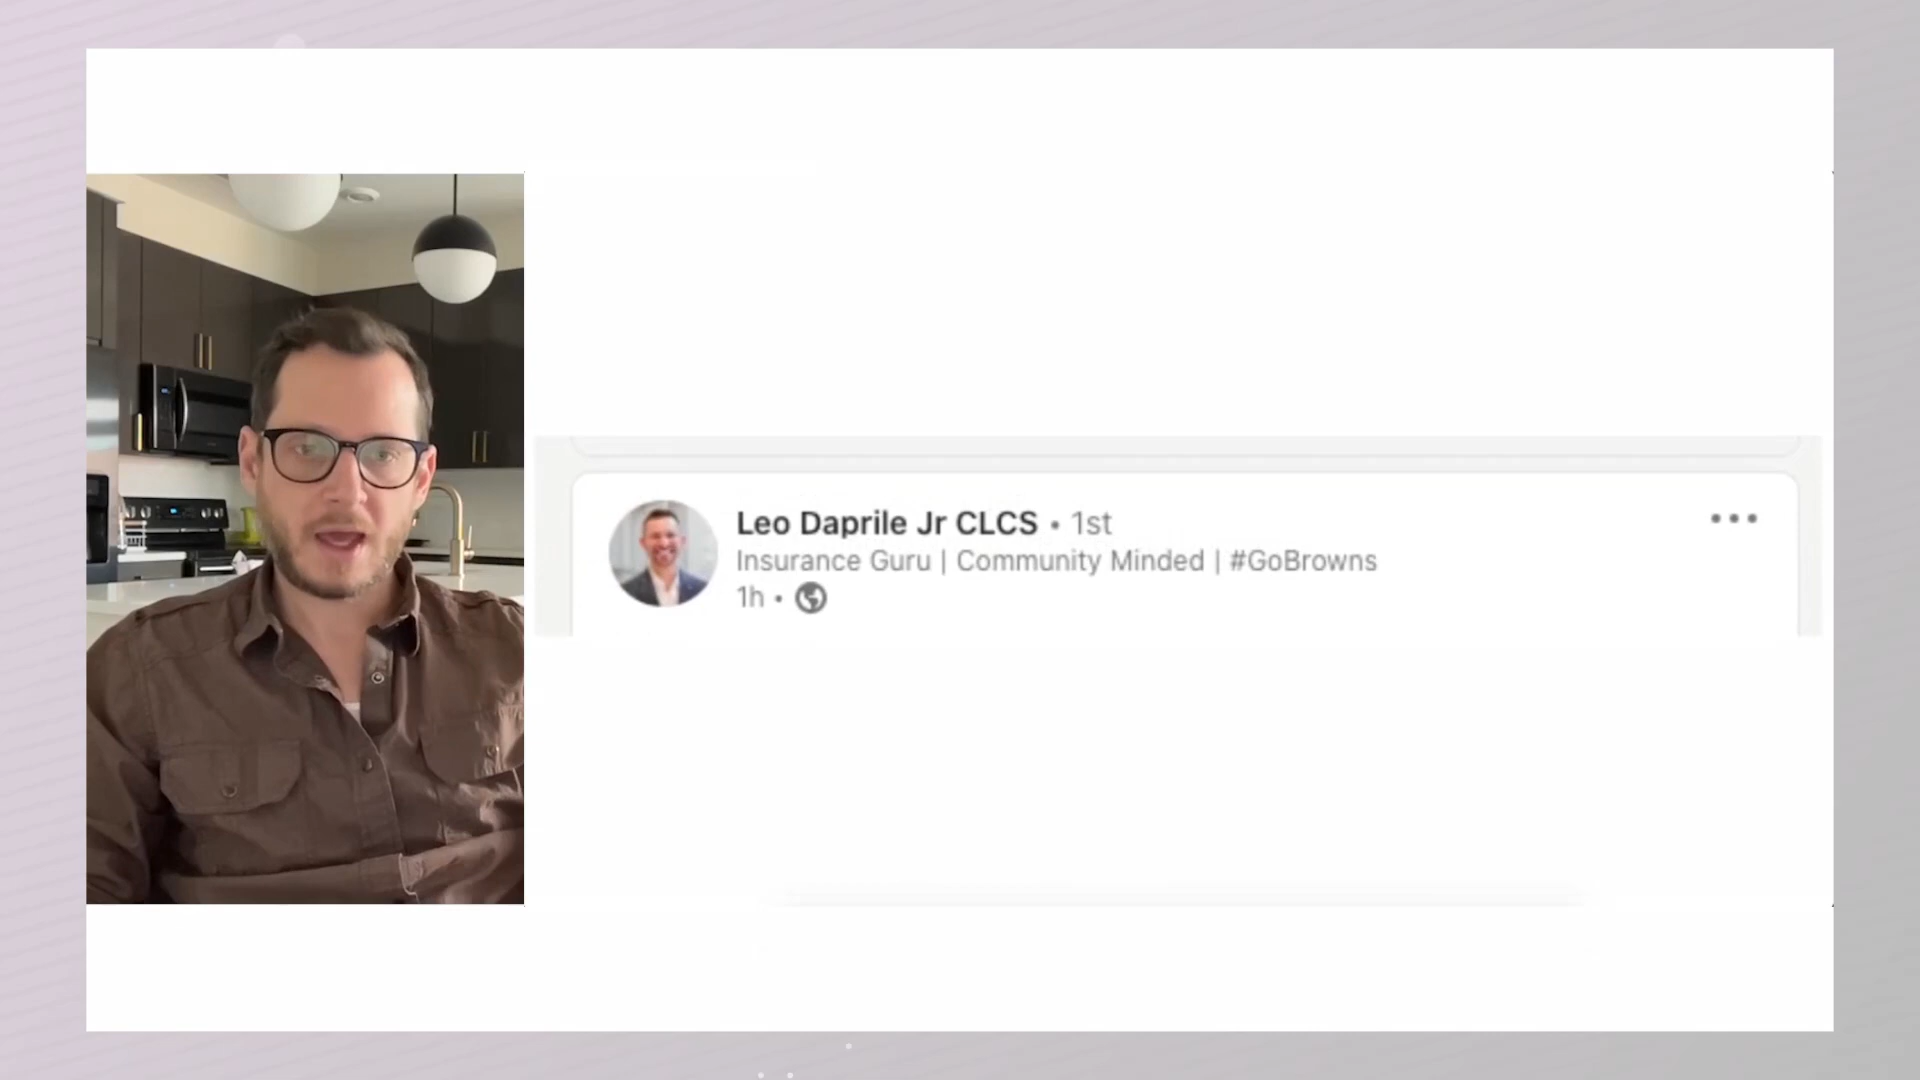 Leo Daprile Jr CLCS • 1st
Insurance Guru | Community Minded | #GoBrowns
1h •